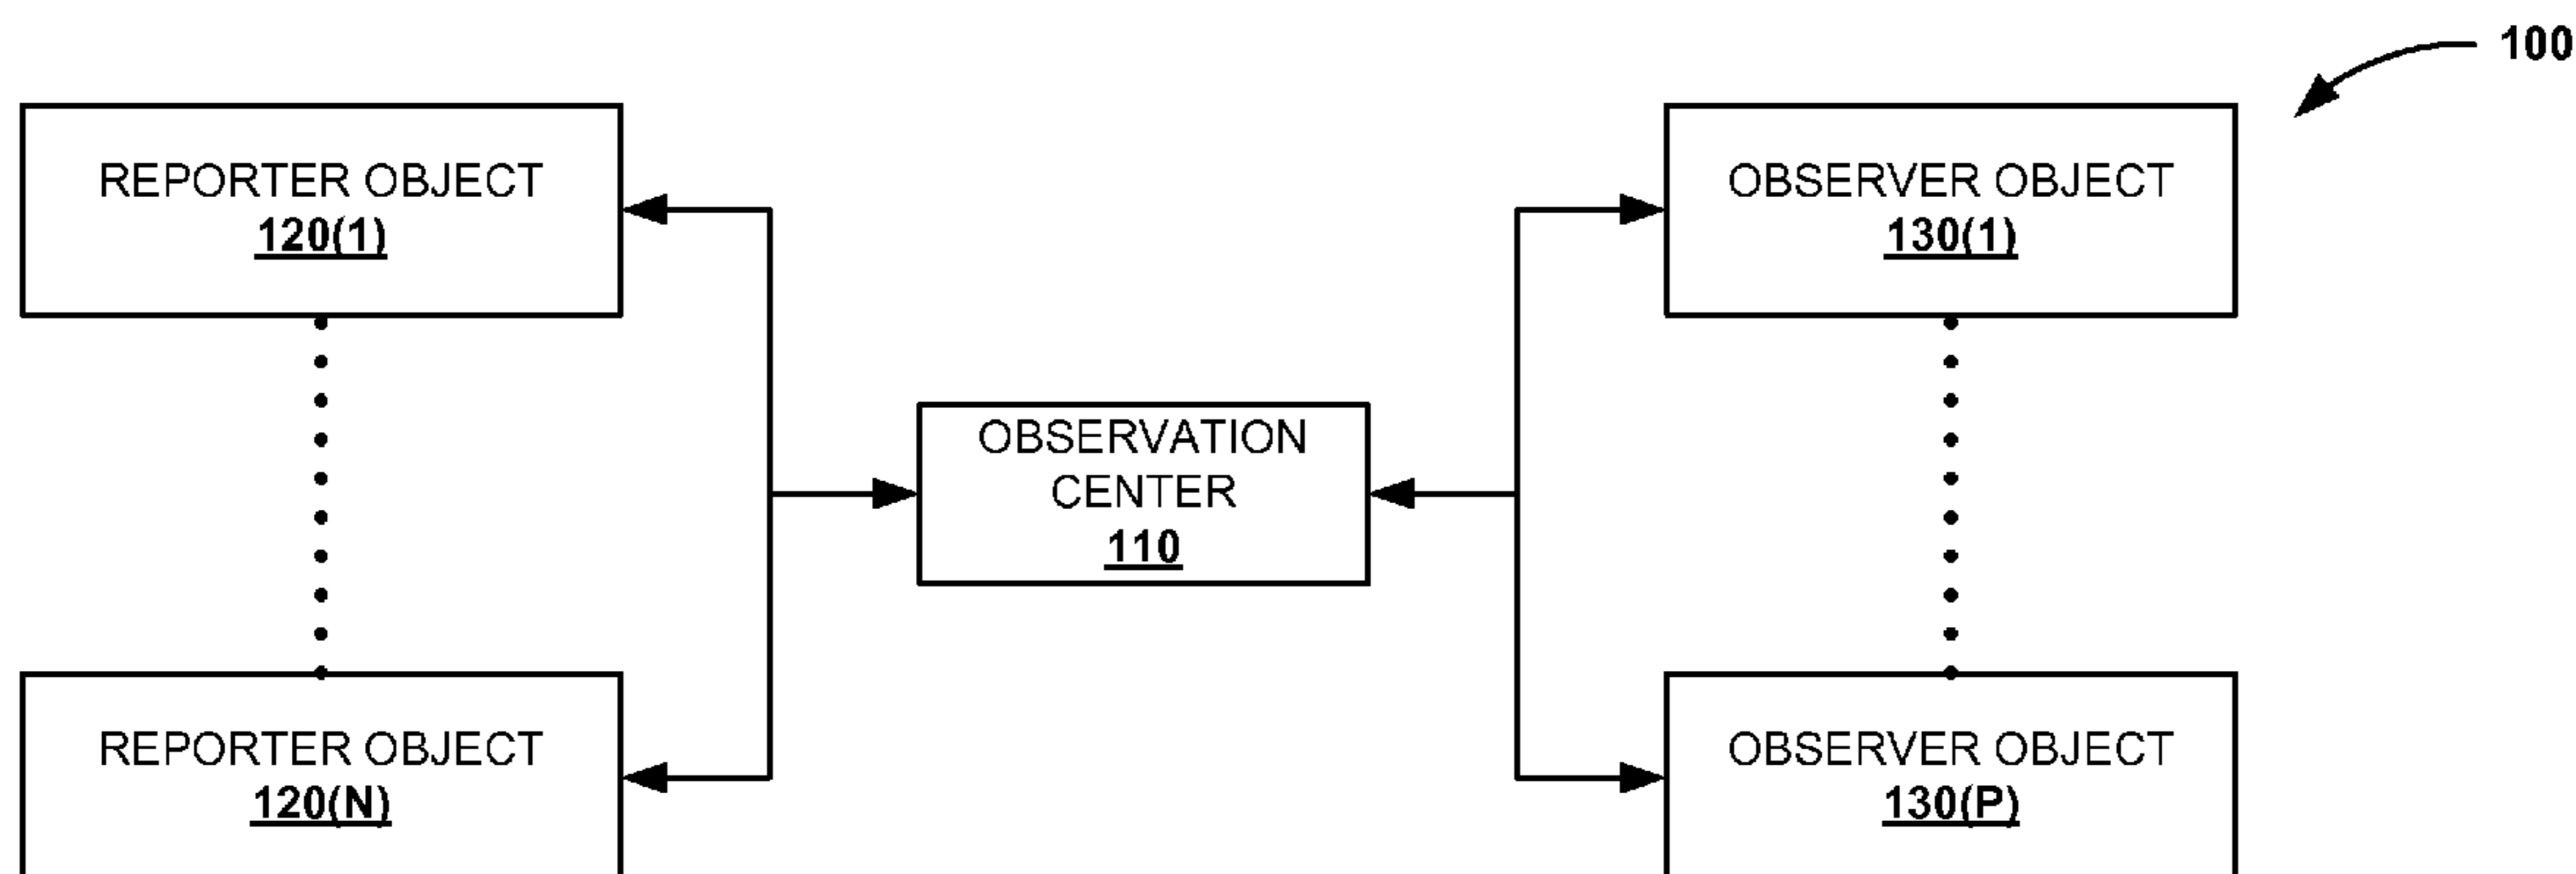 100
REPORTER OBJECT
120(1)
OBSERVER OBJECT
130(1)
OBSERVATION
CENTER
110
REPORTER OBJECT
120(N)
OBSERVER OBJECT
130(P)